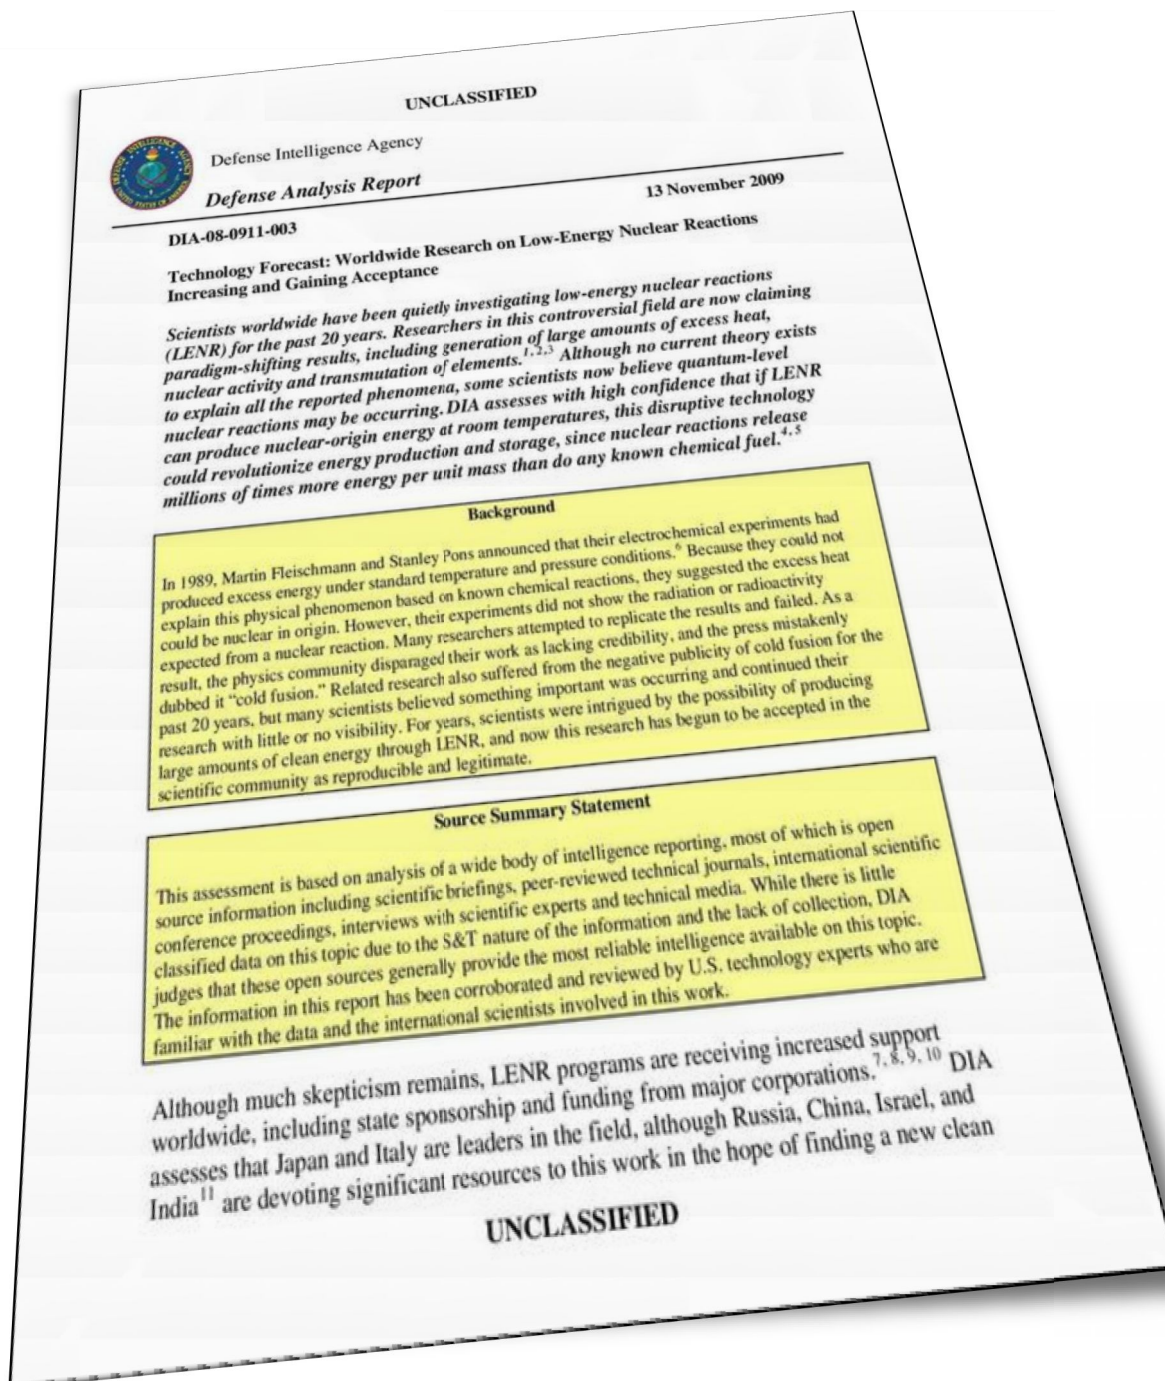 UNCLASSIFIED
DEFENSE INTELLIGENCE AGENCY
UNITED STATES OF AMERICA
Defense Intelligence Agency
Defense Analysis Report
13 November 2009
DIA-08-0911-003
Technology Forecast: Worldwide Research on Low-Energy Nuclear Reactions
Increasing and Gaining Acceptance
Scientists worldwide have been quietly investigating low-energy nuclear reactions
(LENR) for the past 20 years. Researchers in this controversial field are now claiming
paradigm-shifting results, including generation of large amounts of excess heat,
nuclear activity and transmutation of elements.1,2,3 Although no current theory exists
to explain all the reported phenomena, some scientists now believe quantum-level
nuclear reactions may be occurring. DIA assesses with high confidence that if LENR
can produce nuclear-origin energy at room temperatures, this disruptive technology
could revolutionize energy production and storage, since nuclear reactions release
millions of times more energy per unit mass than do any known chemical fuel.4,5
Background
In 1989, Martin Fleischmann and Stanley Pons announced that their electrochemical experiments had
produced excess energy under standard temperature and pressure conditions.6 Because they could not
explain this physical phenomenon based on known chemical reactions, they suggested the excess heat
could be nuclear in origin. However, their experiments did not show the radiation or radioactivity
expected from a nuclear reaction. Many researchers attempted to replicate the results and failed. As a
result, the physics community disparaged their work as lacking credibility, and the press mistakenly
dubbed it “cold fusion.” Related research also suffered from the negative publicity of cold fusion for the
past 20 years, but many scientists believed something important was occurring and continued their
research with little or no visibility. For years, scientists were intrigued by the possibility of producing
large amounts of clean energy through LENR, and now this research has begun to be accepted in the
scientific community as reproducible and legitimate.
Source Summary Statement
This assessment is based on analysis of a wide body of intelligence reporting, most of which is open
source information including scientific briefings, peer-reviewed technical journals, international scientific
conference proceedings, interviews with scientific experts and technical media. While there is little
classified data on this topic due to the S&T nature of the information and the lack of collection, DIA
judges that these open sources generally provide the most reliable intelligence available on this topic.
The information in this report has been corroborated and reviewed by U.S. technology experts who are
familiar with the data and the international scientists involved in this work.
Although much skepticism remains, LENR programs are receiving increased support
worldwide, including state sponsorship and funding from major corporations.7,8,9,10 DIA
assesses that Japan and Italy are leaders in the field, although Russia, China, Israel, and
India11 are devoting significant resources to this work in the hope of finding a new clean
UNCLASSIFIED